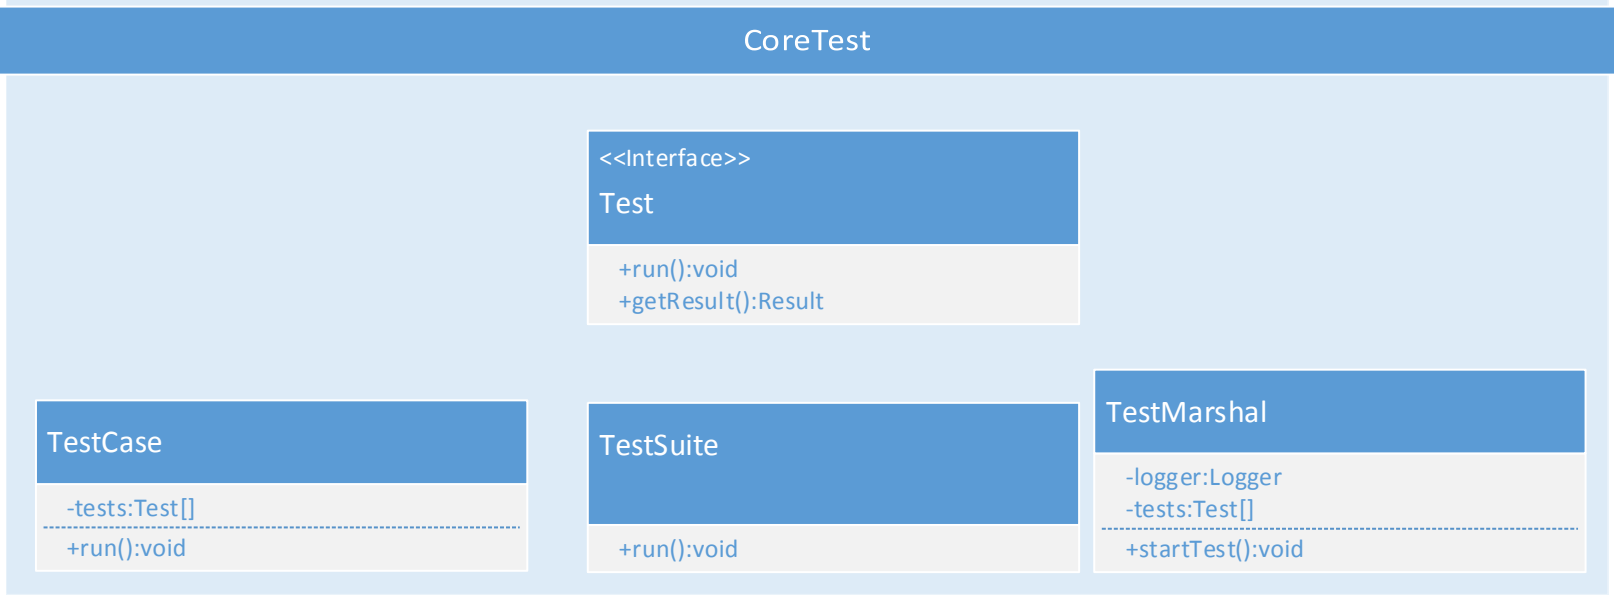 CoreTest
<<Interface>>
Test
+run():void
+getResult():Result
TestCase
-tests:Test[]
+run():void
TestSuite
+run():void
TestMarshal
-logger:Logger
-tests:Test[]
+startTest():void